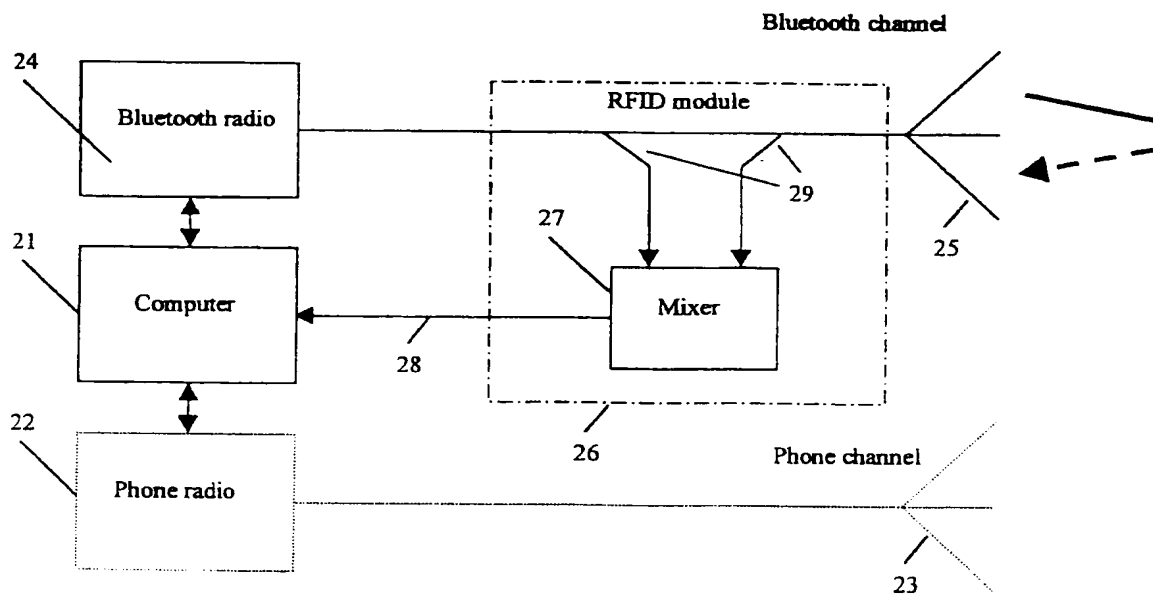 Bluetooth channel
24
RFID module
Bluetooth radio
29
27
25
21
Computer
Mixer
28
22
26
Phone channel
Phone radio
23